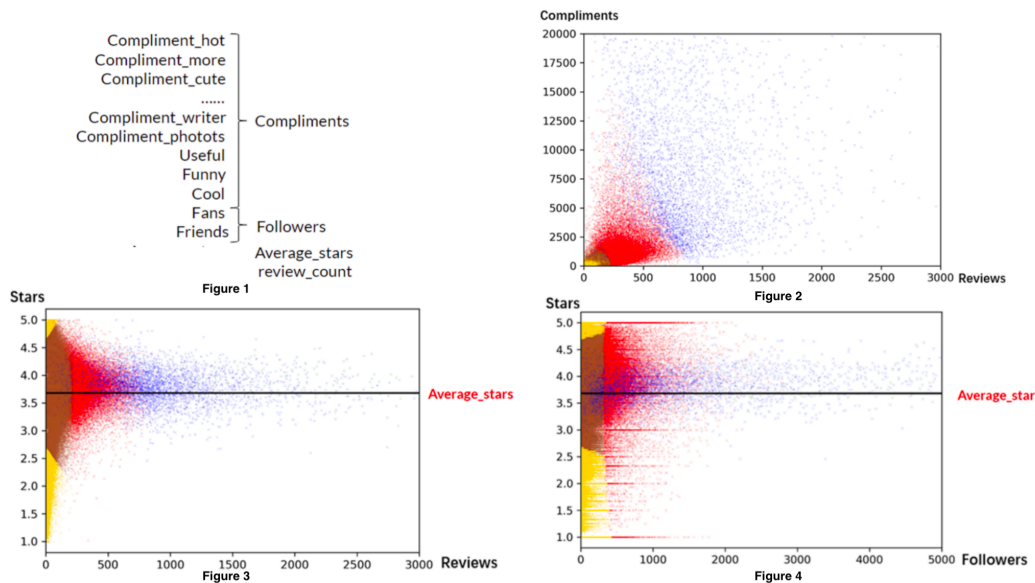 Compliment_hot
Compliment_more
Compliment_cute
......
Compliment_writer
Compliment_photots
Useful
Funny
Cool
Fans
Friends
Compliments
Followers
Average_stars
review_count
Figure 1
Compliments
20000
17500
15000
12500
10000
7500
5000
2500
0
0 500 1000 1500 2000 2500 3000 Reviews
Figure 2
Stars
5.0
4.5
4.0
3.5
3.0
2.5
2.0
1.5
1.0
Average_stars
0 500 1000 1500 2000 2500 3000 Reviews
Figure 3
Stars
5.0
4.5
4.0
3.5
3.0
2.5
2.0
1.5
1.0
Average_star
0 1000 2000 3000 4000 5000 Followers
Figure 4